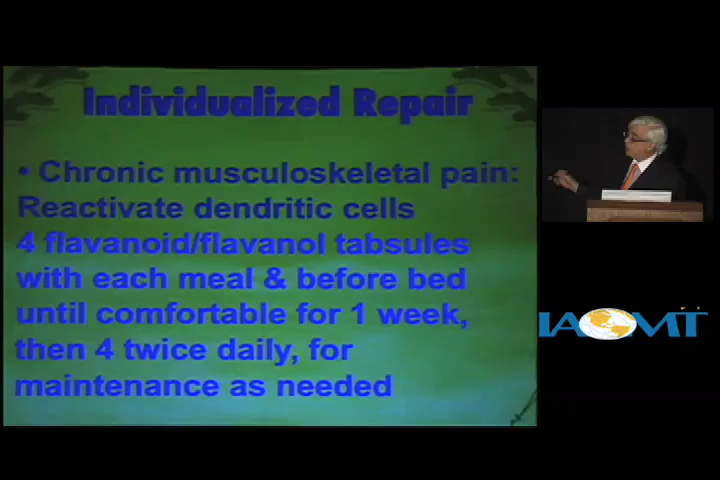 Individualized Repair
• Chronic musculoskeletal pain:
Reactivate dendritic cells
4 flavanoid/flavanol tabsules
with each meal & before bed
until comfortable for 1 week,
then 4 twice daily, for
maintenance as needed
IAOMT